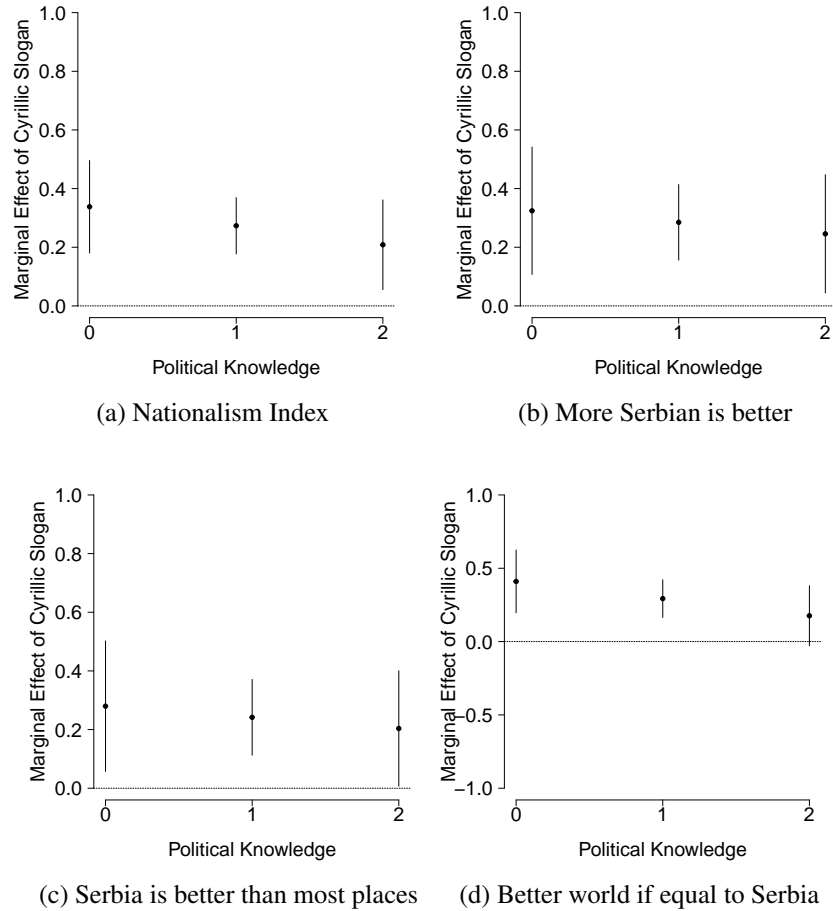 Marginal Effect of Cyrillic Slogan
1.0
0.8
0.6
0.4
0.2
0.0
0 1 2
Political Knowledge
(a) Nationalism Index
Marginal Effect of Cyrillic Slogan
1.0
0.8
0.6
0.4
0.2
0.0
0 1 2
Political Knowledge
(b) More Serbian is better
Marginal Effect of Cyrillic Slogan
1.0
0.8
0.6
0.4
0.2
0.0
0 1 2
Political Knowledge
(c) Serbia is better than most places
Marginal Effect of Cyrillic Slogan
1.0
0.5
0.0
−0.5
−1.0
0 1 2
Political Knowledge
(d) Better world if equal to Serbia